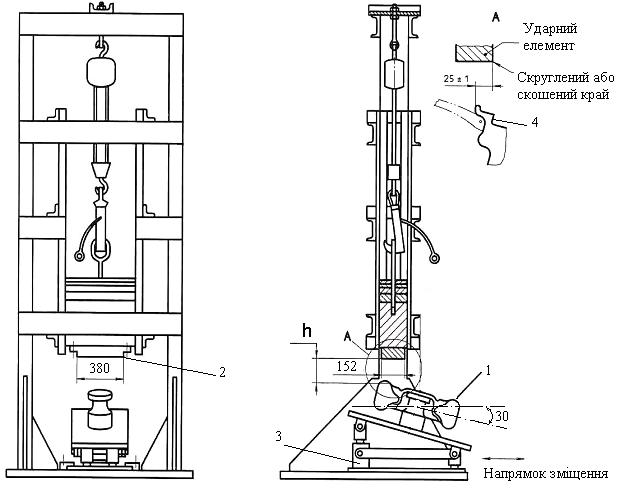 А
Ударний
елемент
Скруглений або
скошений край
25 ± 1
4
h
А
152
380
2
1
30
3
Напрямок зміщення